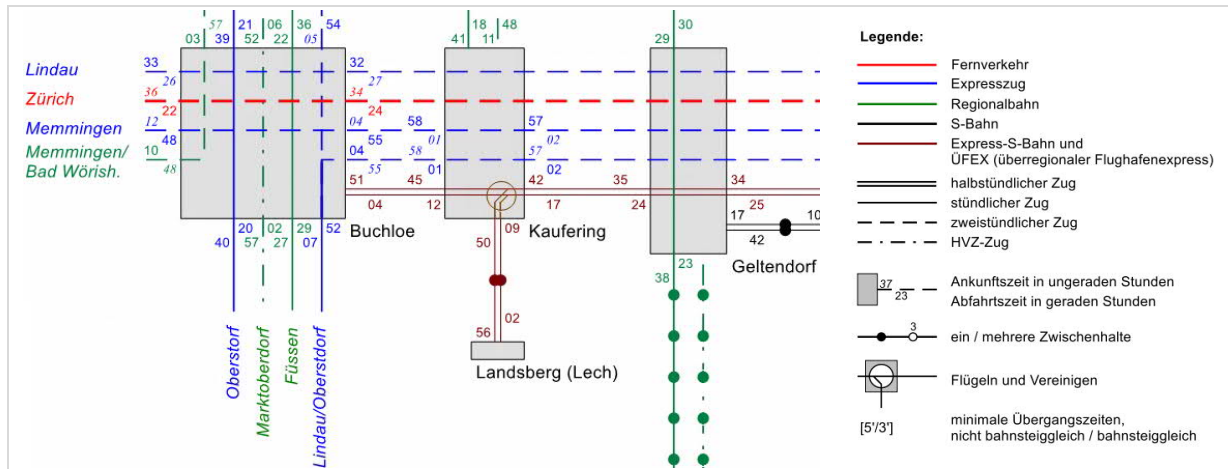 57 21 06 36 54
03 39 52 22 05
18 48
41 11
30
29
Lindau 33 26 32 27
Zürich 36 22 34 24
Memmingen 12 48 04 55 58 01 57 02
Memmingen/
Bad Wörish. 10 48 04 55 58 01 57 02
51 04 45 12 42 17 35 24 34 25
17 10
42
20 02 29 52
40 57 27 07
Buchloe
09
Kaufering
50
Geltendorf
23
38
02
56
Landsberg (Lech)
Oberstorf
Marktoberdorf
Füssen
Lindau/Oberstdorf
Legende:
Fernverkehr
Expresszug
Regionalbahn
S-Bahn
Express-S-Bahn und
ÜFEX (überregionaler Flughafenexpress)
halbstündlicher Zug
stündlicher Zug
zweistündlicher Zug
HVZ-Zug
37 Ankunftszeit in ungeraden Stunden
23 Abfahrtszeit in geraden Stunden
3 ein / mehrere Zwischenhalte
Flügeln und Vereinigen
[5'/3'] minimale Übergangszeiten,
nicht bahnsteiggleich / bahnsteiggleich